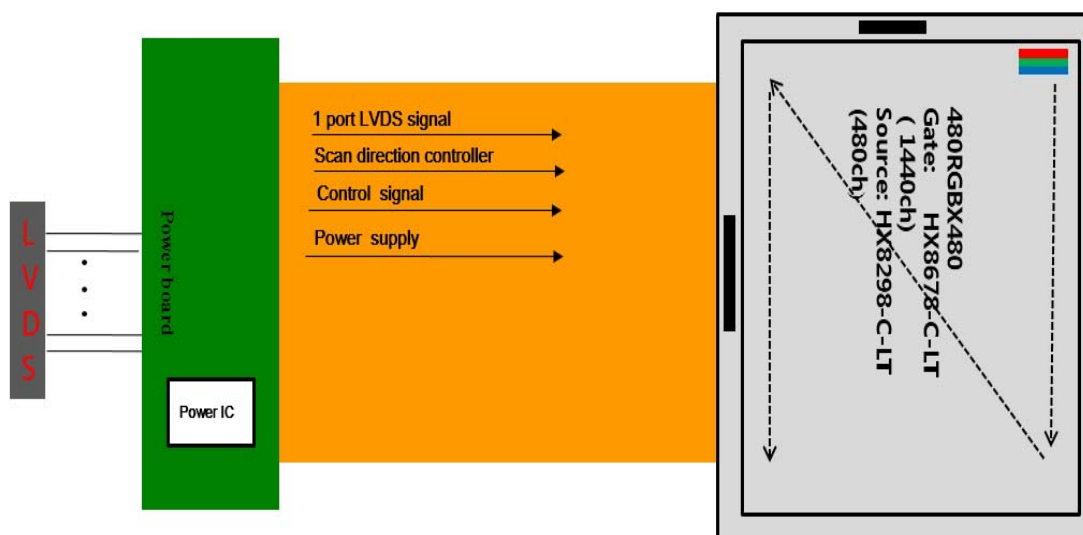 L
V
D
S
Power board
Power IC
1 port LVDS signal
Scan direction controller
Control signal
Power supply
480RGBX480
Gate: HX8678-C-LT
( 1440ch)
Source: HX8298-C-LT
(480ch)